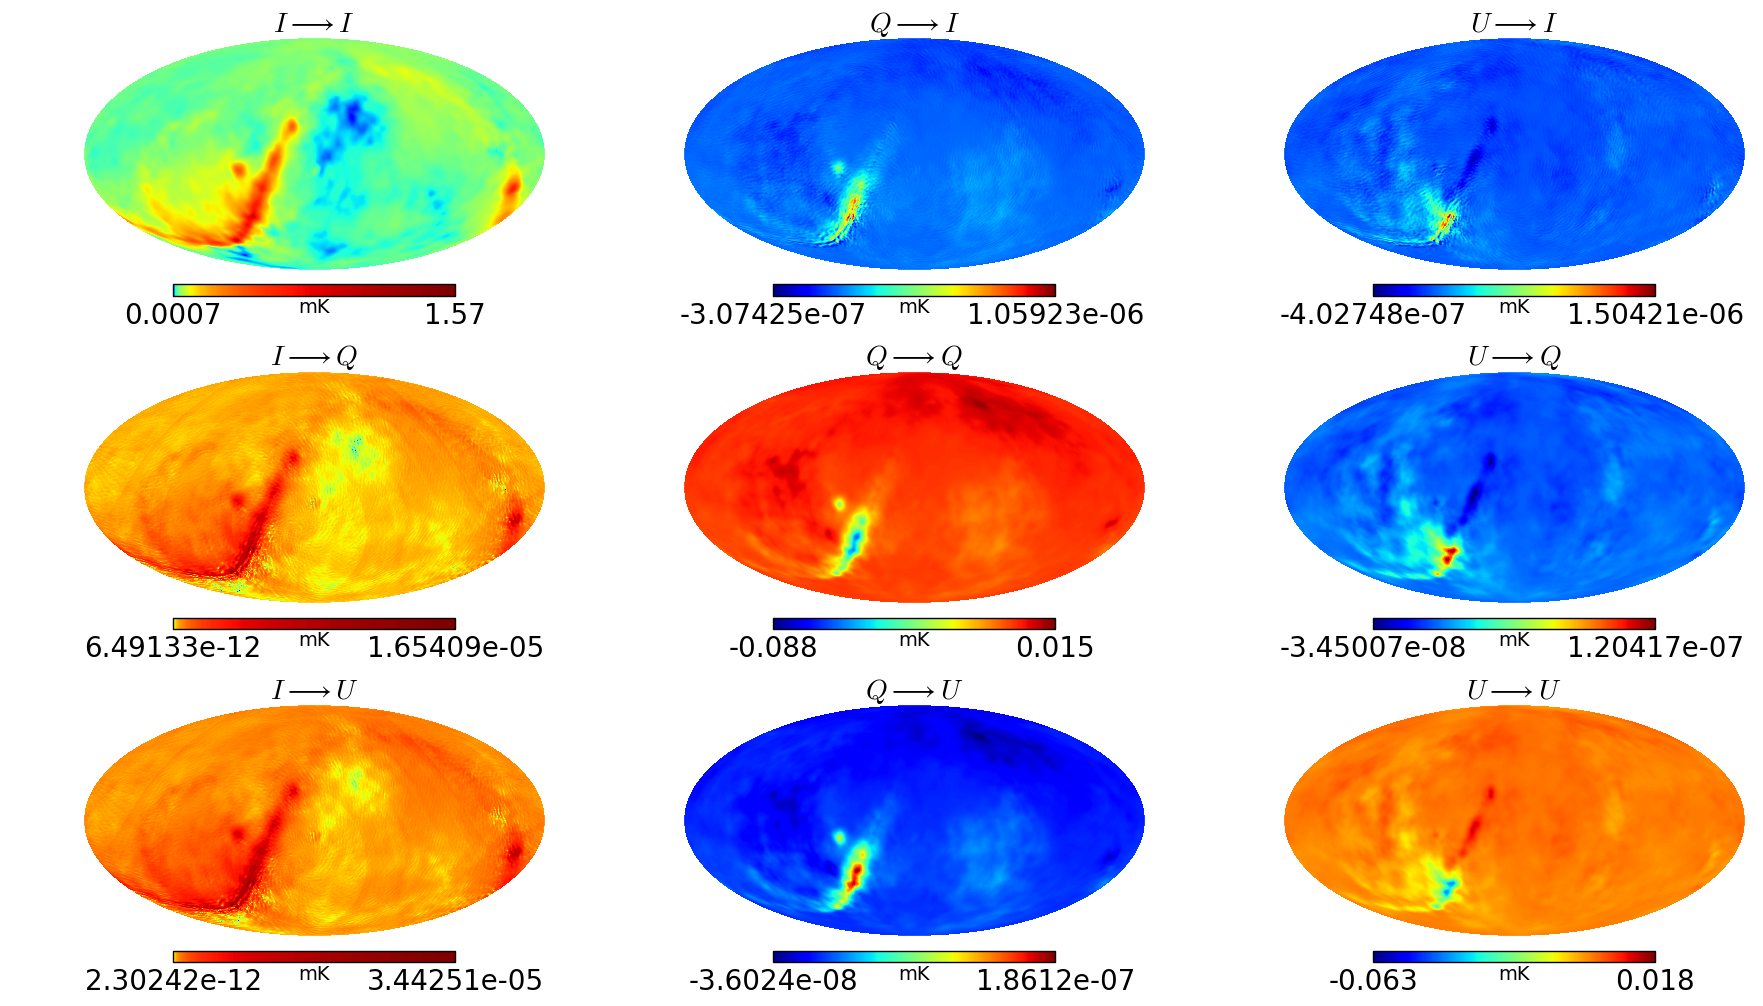 I ⟶ I
Q ⟶ I
U ⟶ I
0.0007 mK 1.57
-3.07425e-07 mK 1.05923e-06
-4.02748e-07 mK 1.50421e-06
I ⟶ Q
Q ⟶ Q
U ⟶ Q
6.49133e-12 mK 1.65409e-05
-0.088 mK 0.015
-3.45007e-08 mK 1.20417e-07
I ⟶ U
Q ⟶ U
U ⟶ U
2.30242e-12 mK 3.44251e-05
-3.6024e-08 mK 1.8612e-07
-0.063 mK 0.018